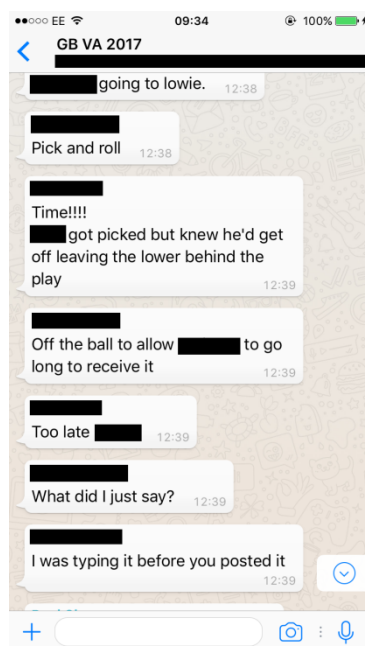 EE 09:34 100%
GB VA 2017
going to lowie. 12:38
Pick and roll 12:38
Time!!!!
got picked but knew he'd get
off leaving the lower behind the
play 12:39
Off the ball to allow to go
long to receive it 12:39
Too late 12:39
What did I just say? 12:39
I was typing it before you posted it
12:39